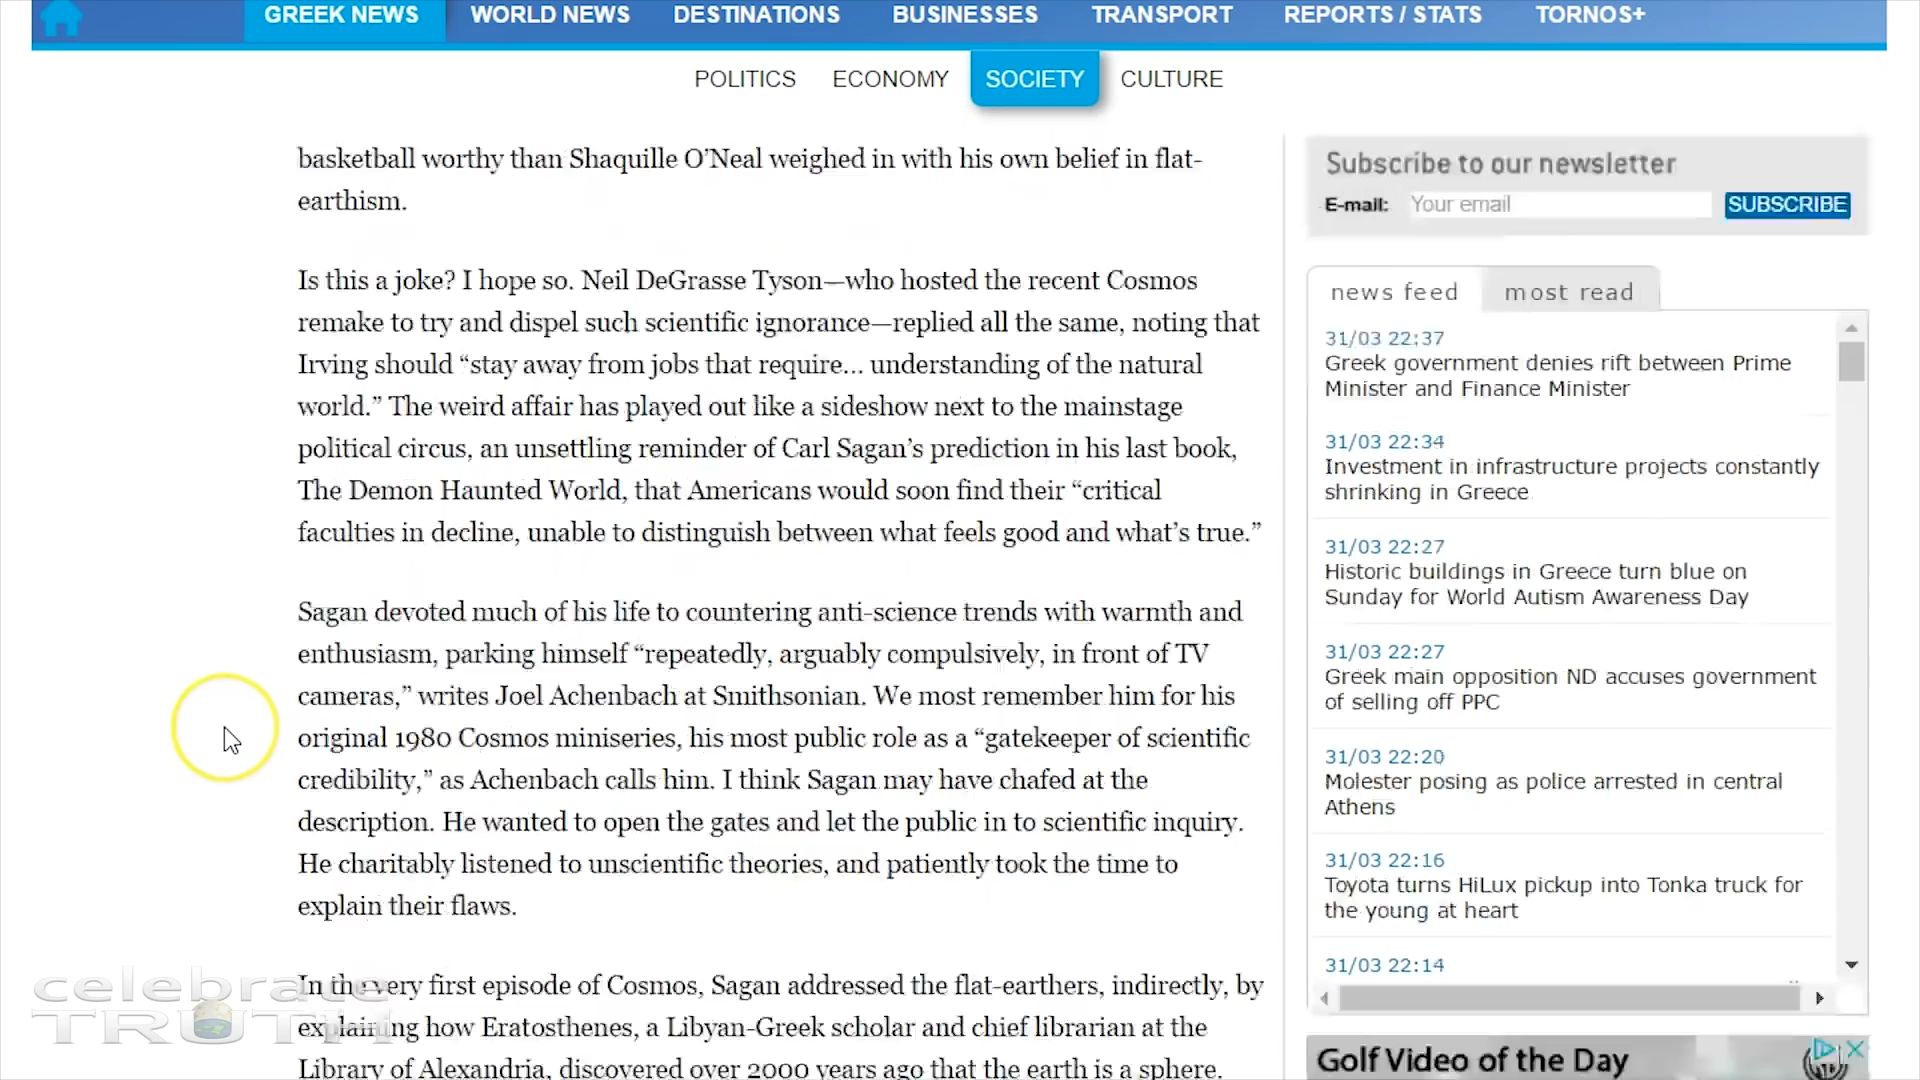 GREEK NEWS WORLD NEWS DESTINATIONS BUSINESSES TRANSPORT REPORTS / STATS TORNOS+
POLITICS ECONOMY SOCIETY CULTURE
basketball worthy than Shaquille O’Neal weighed in with his own belief in flat-
earthism.
Is this a joke? I hope so. Neil DeGrasse Tyson—who hosted the recent Cosmos
remake to try and dispel such scientific ignorance—replied all the same, noting that
Irving should “stay away from jobs that require… understanding of the natural
world.” The weird affair has played out like a sideshow next to the mainstage
political circus, an unsettling reminder of Carl Sagan’s prediction in his last book,
The Demon Haunted World, that Americans would soon find their “critical
faculties in decline, unable to distinguish between what feels good and what’s true.”
Sagan devoted much of his life to countering anti-science trends with warmth and
enthusiasm, parking himself “repeatedly, arguably compulsively, in front of TV
cameras,” writes Joel Achenbach at Smithsonian. We most remember him for his
original 1980 Cosmos miniseries, his most public role as a “gatekeeper of scientific
credibility,” as Achenbach calls him. I think Sagan may have chafed at the
description. He wanted to open the gates and let the public in to scientific inquiry.
He charitably listened to unscientific theories, and patiently took the time to
explain their flaws.
In the very first episode of Cosmos, Sagan addressed the flat-earthers, indirectly, by
explaining how Eratosthenes, a Libyan-Greek scholar and chief librarian at the
Library of Alexandria, discovered over 2000 years ago that the earth is a sphere.
Subscribe to our newsletter
E-mail: Your email SUBSCRIBE
news feed most read
31/03 22:37
Greek government denies rift between Prime
Minister and Finance Minister
31/03 22:34
Investment in infrastructure projects constantly
shrinking in Greece
31/03 22:27
Historic buildings in Greece turn blue on
Sunday for World Autism Awareness Day
31/03 22:27
Greek main opposition ND accuses government
of selling off PPC
31/03 22:20
Molester posing as police arrested in central
Athens
31/03 22:16
Toyota turns HiLux pickup into Tonka truck for
the young at heart
31/03 22:14
Golf Video of the Day
celebrate
TRUTH